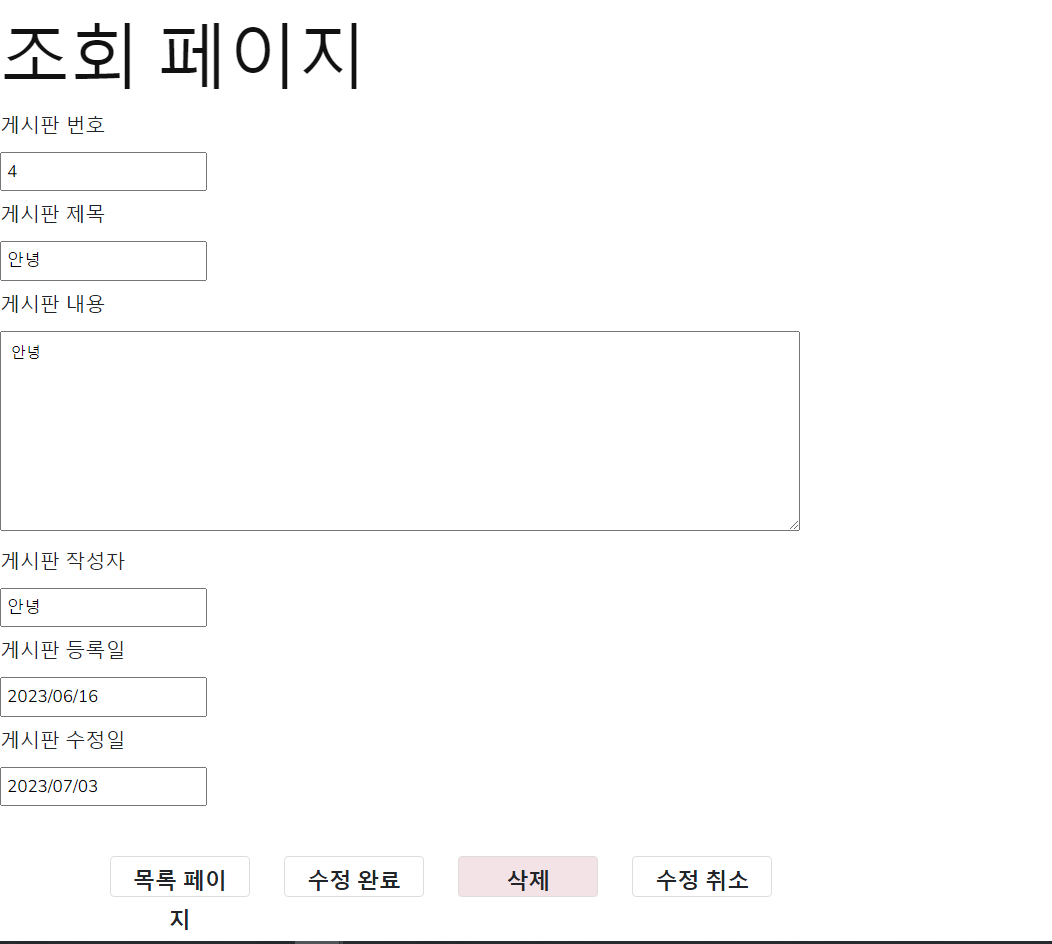 조회 페이지
게시판 번호
4
게시판 제목
안녕
게시판 내용
안녕
게시판 작성자
안녕
게시판 등록일
2023/06/16
게시판 수정일
2023/07/03
목록 페이
지
수정 완료
삭제
수정 취소